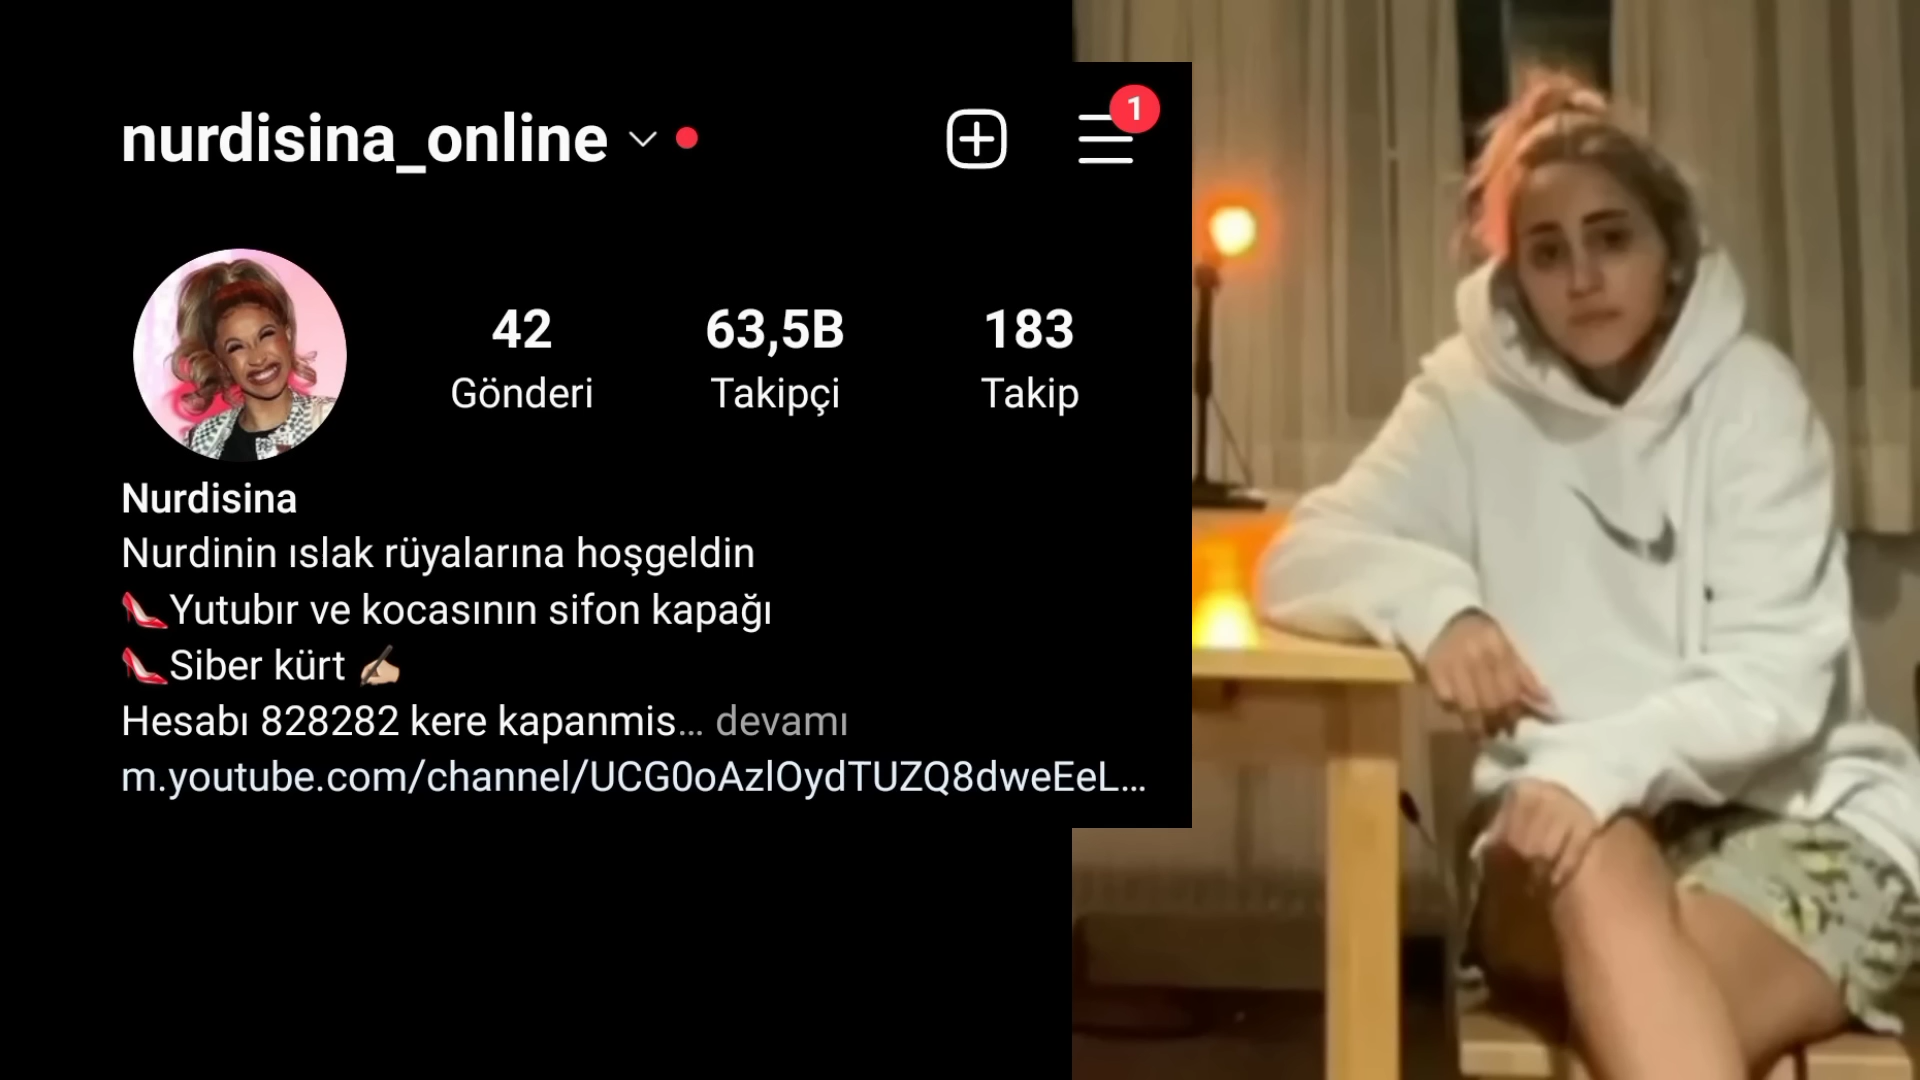 nurdisina_online
1
42 63,5B 183
Gönderi Takipçi Takip
Nurdisina
Nurdinin ıslak rüyalarına hoşgeldin
👠Yutubır ve kocasının sifon kapağı
👠Siber kürt ✍🏼
Hesabı 828282 kere kapanmis... devamı
m.youtube.com/channel/UCG0oAzlOydTUZQ8dweEeL...